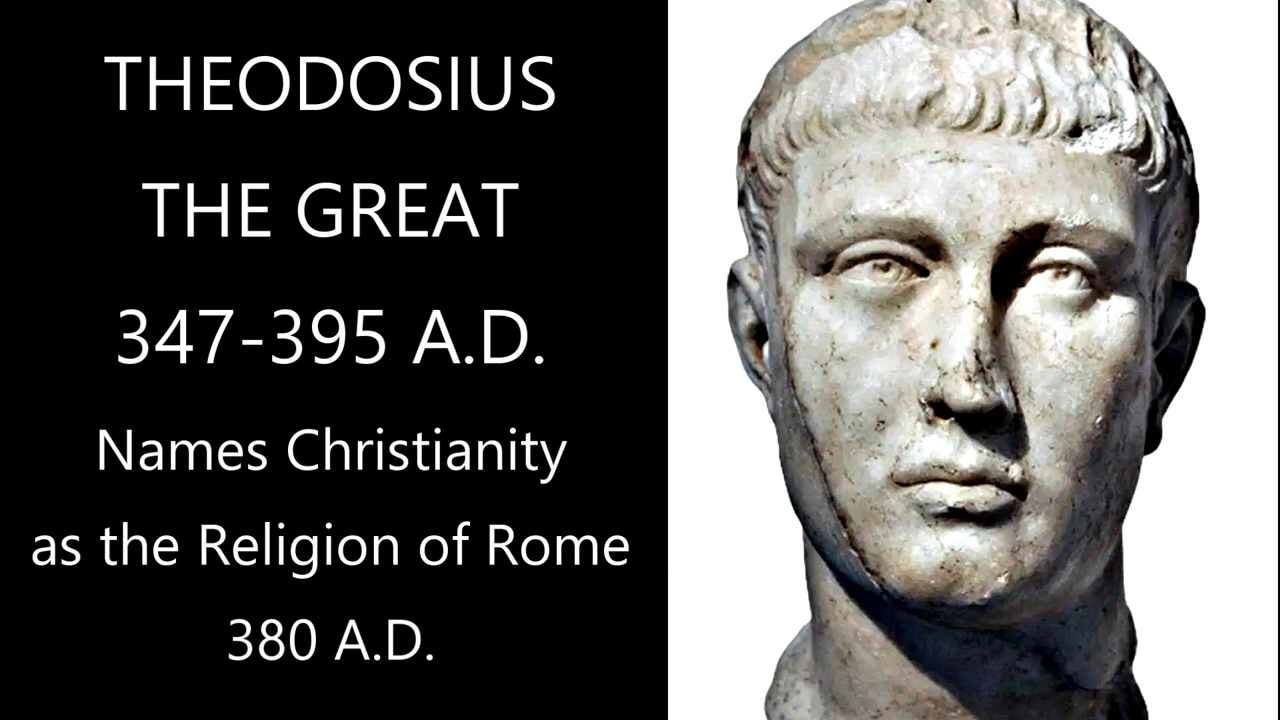 THEODOSIUS
THE GREAT
347-395 A.D.
Names Christianity
as the Religion of Rome
380 A.D.